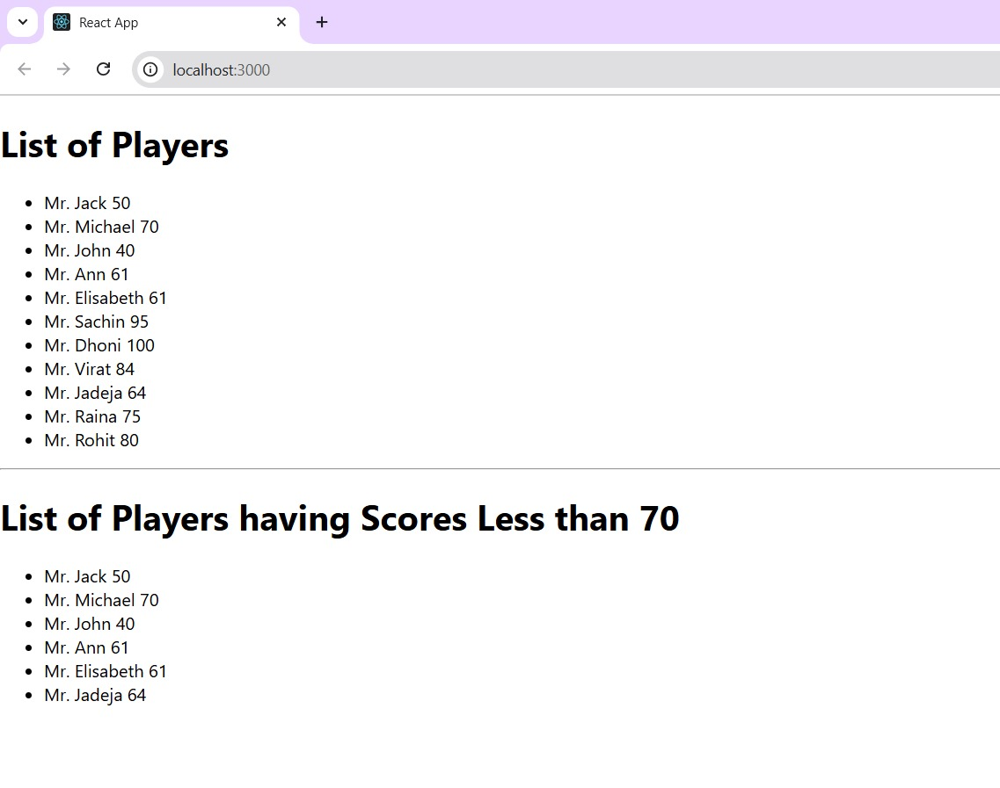 React App
localhost:3000
List of Players
Mr. Jack 50
Mr. Michael 70
Mr. John 40
Mr. Ann 61
Mr. Elisabeth 61
Mr. Sachin 95
Mr. Dhoni 100
Mr. Virat 84
Mr. Jadeja 64
Mr. Raina 75
Mr. Rohit 80
List of Players having Scores Less than 70
Mr. Jack 50
Mr. Michael 70
Mr. John 40
Mr. Ann 61
Mr. Elisabeth 61
Mr. Jadeja 64